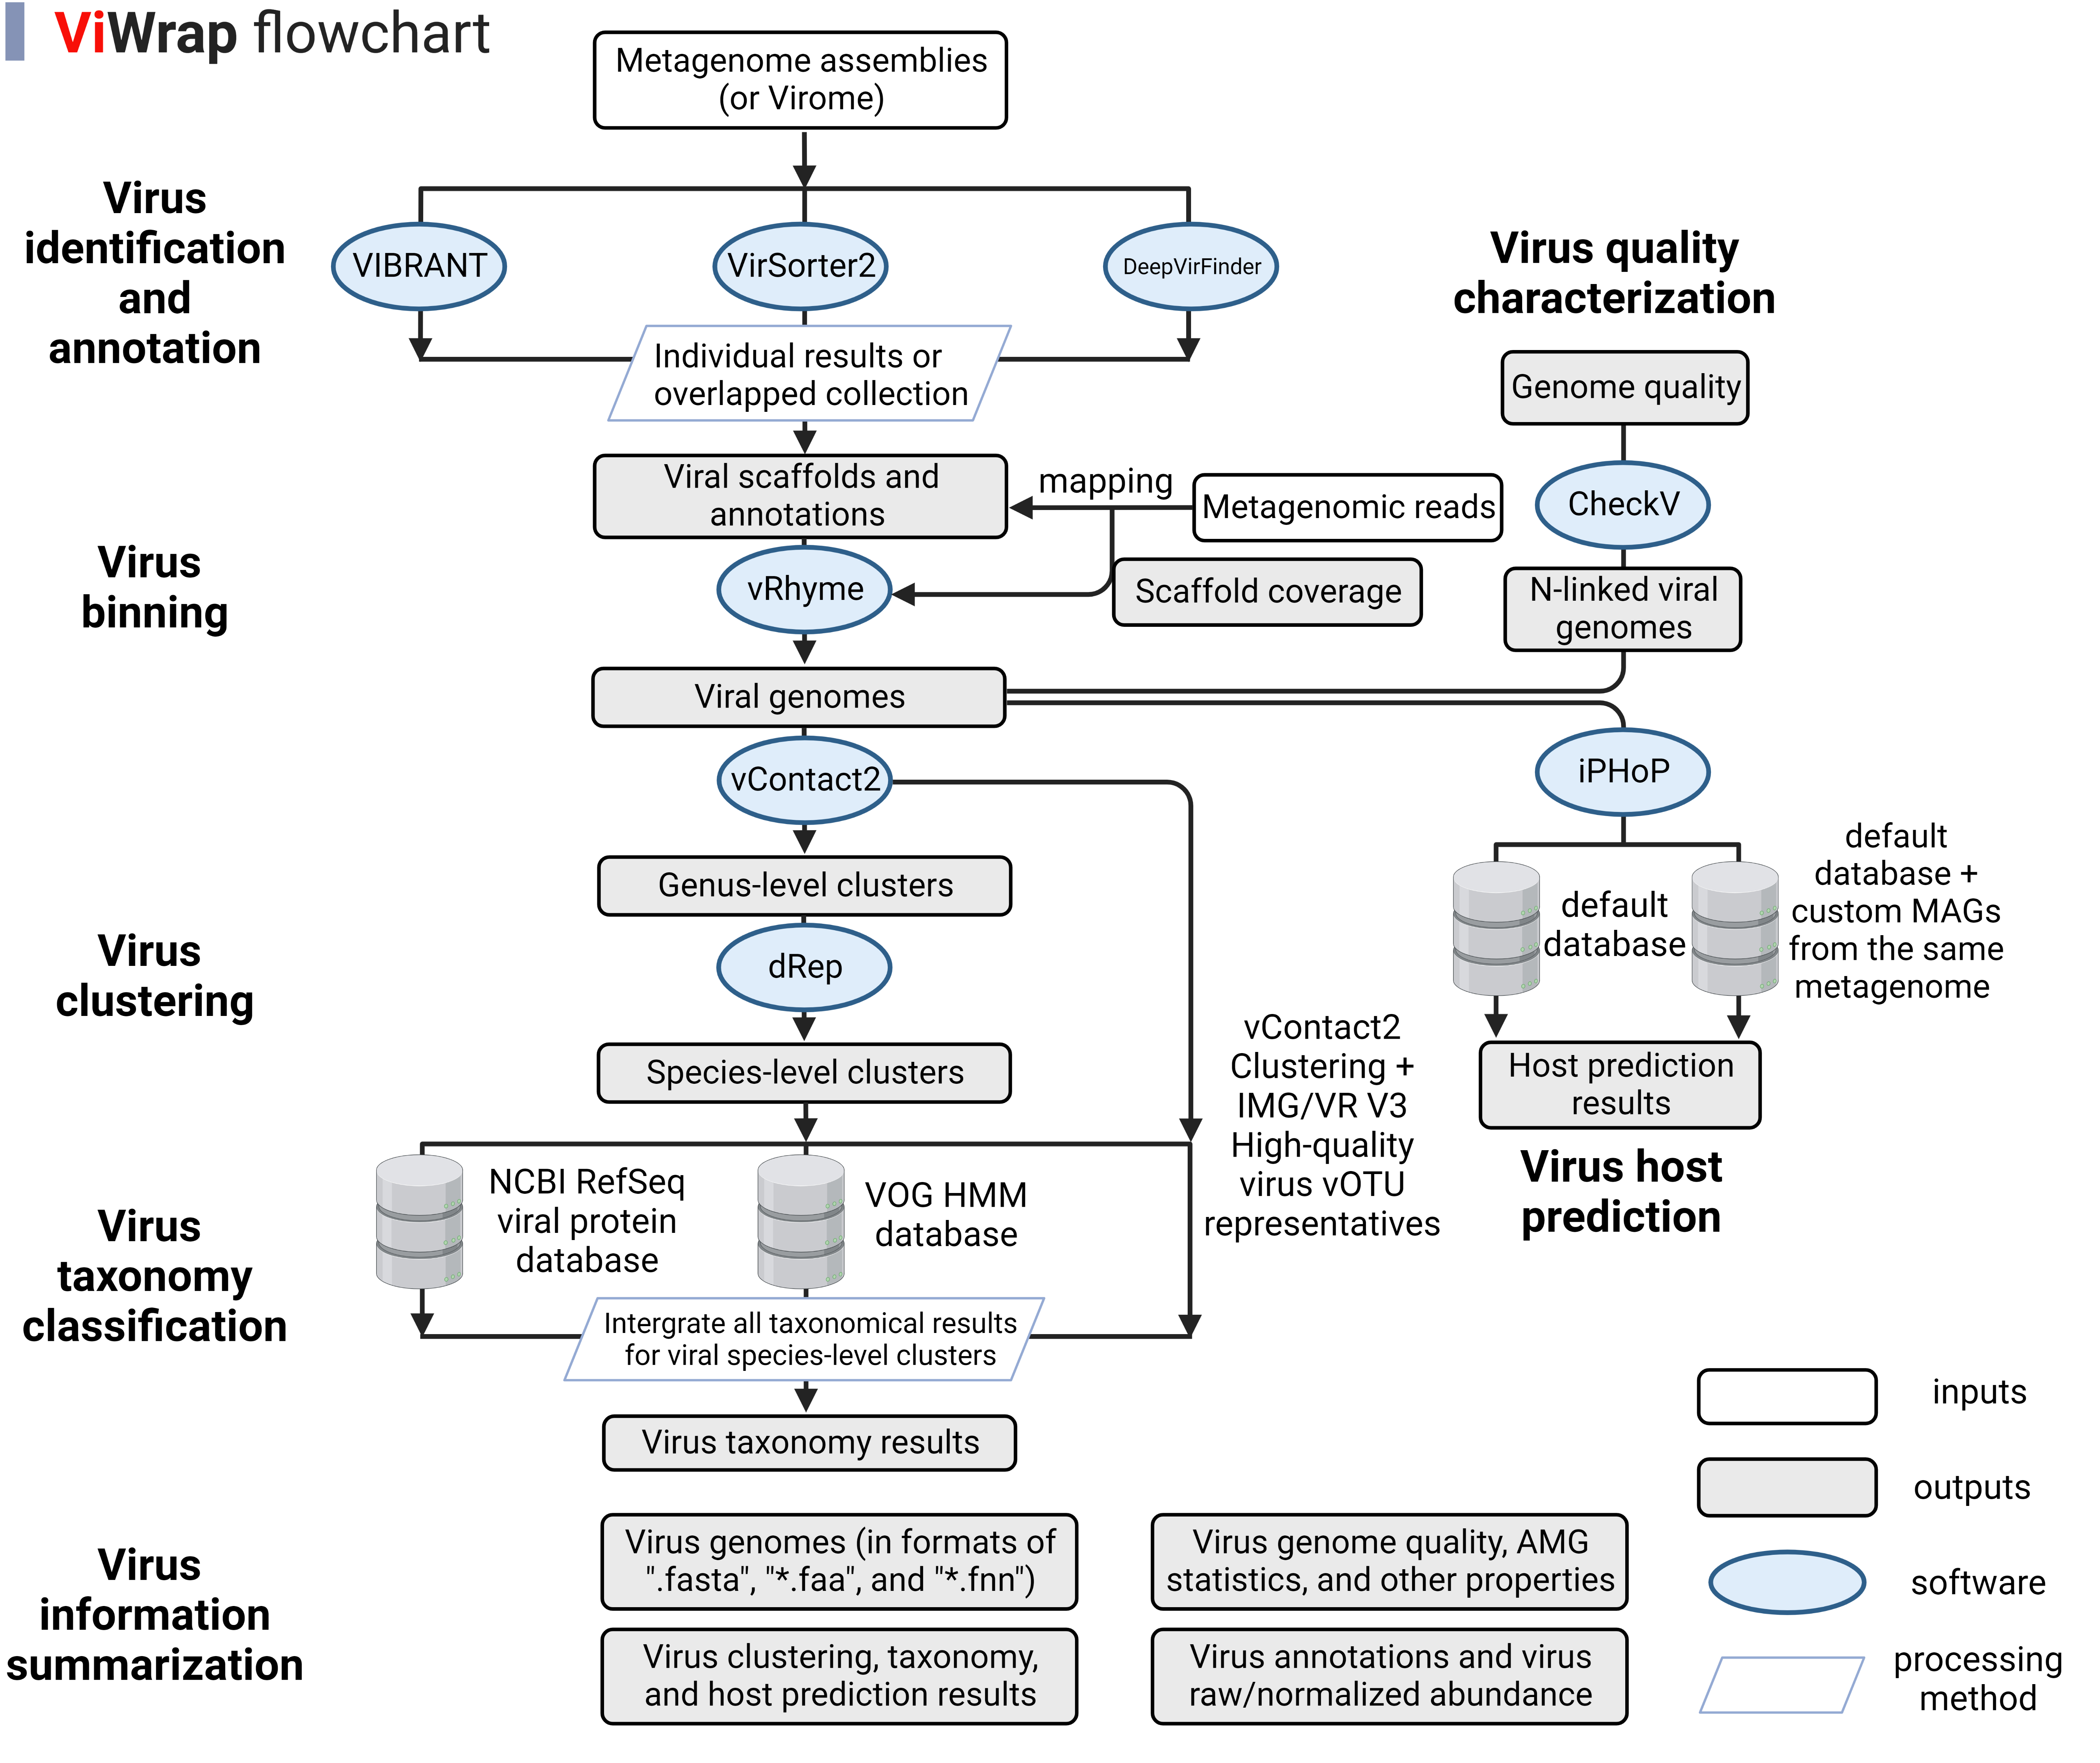 ViWrap flowchart
Metagenome assemblies
(or Virome)
Virus
identification
and
annotation
VIBRANT
VirSorter2
DeepVirFinder
Individual results or
overlapped collection
Virus quality
characterization
Genome quality
CheckV
N-linked viral
genomes
Viral scaffolds and
annotations
mapping
Metagenomic reads
Virus
binning
vRhyme
Scaffold coverage
Viral genomes
vContact2
iPHoP
default
database
default
database +
custom MAGs
from the same
metagenome
Host prediction
results
Virus host
prediction
Virus
clustering
Genus-level clusters
dRep
Species-level clusters
vContact2
Clustering +
IMG/VR V3
High-quality
virus vOTU
representatives
Virus
taxonomy
classification
NCBI RefSeq
viral protein
database
VOG HMM
database
Intergrate all taxonomical results
for viral species-level clusters
Virus taxonomy results
Virus
information
summarization
Virus genomes (in formats of
".fasta", "*.faa", and "*.fnn")
Virus genome quality, AMG
statistics, and other properties
Virus clustering, taxonomy,
and host prediction results
Virus annotations and virus
raw/normalized abundance
inputs
outputs
software
processing
method